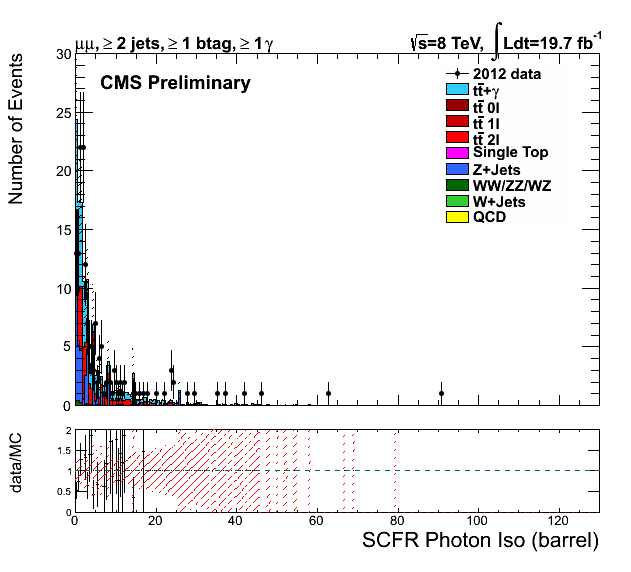 μμ, ≥ 2 jets, ≥ 1 btag, ≥ 1 γ
√s=8 TeV, ∫Ldt=19.7 fb⁻¹
Number of Events
30
25
20
15
10
5
0
CMS Preliminary
2012 data
tt̄+γ
tt̄ 0l
tt̄ 1l
tt̄ 2l
Single Top
Z+Jets
WW/ZZ/WZ
W+Jets
QCD
data/MC
2
1.5
1
0.5
0
0 20 40 60 80 100 120
SCFR Photon Iso (barrel)